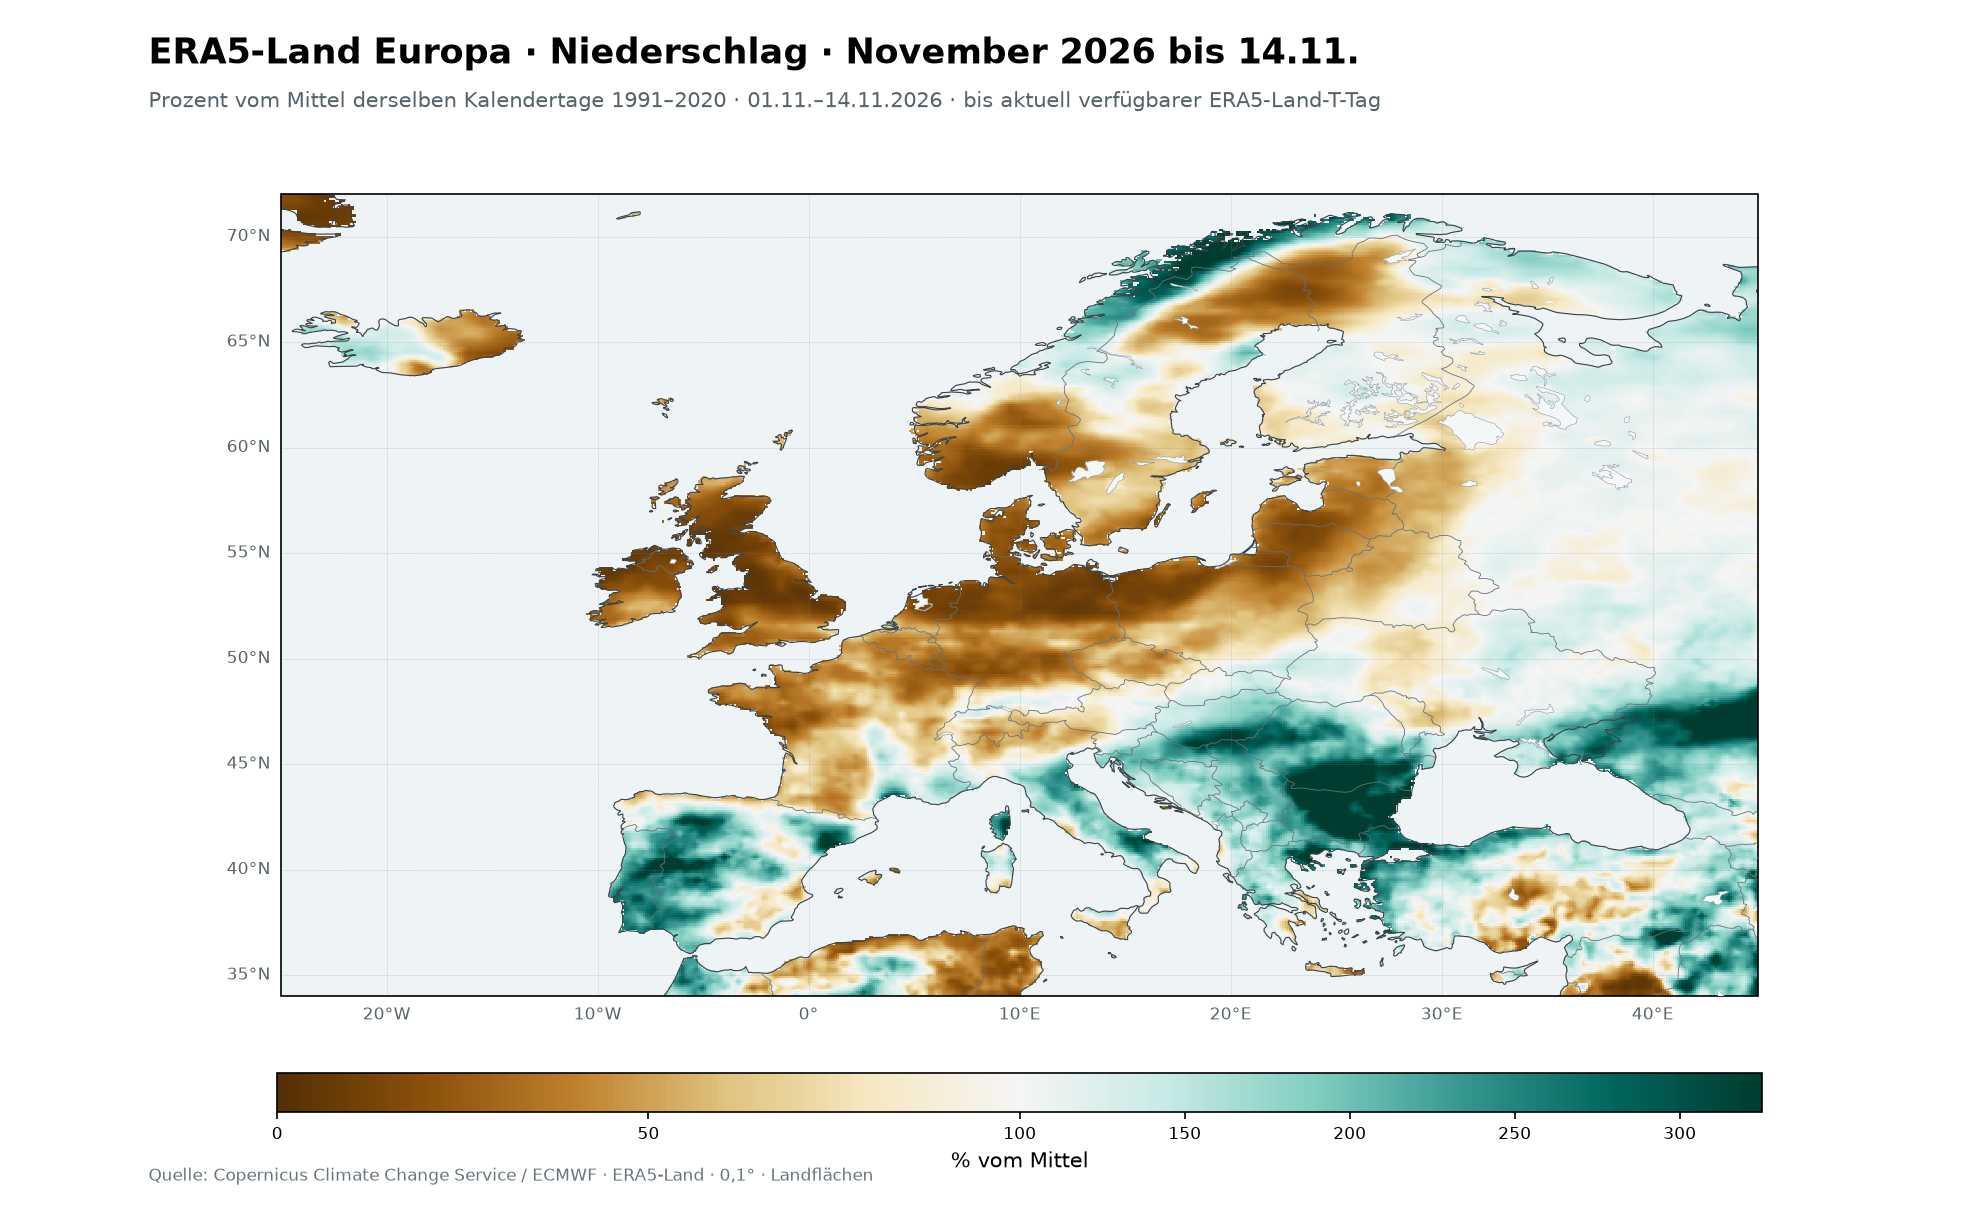 ERA5-Land Europa · Niederschlag · November 2026 bis 14.11.
Prozent vom Mittel derselben Kalendertage 1991–2020 · 01.11.–14.11.2026 · bis aktuell verfügbarer ERA5-Land-T-Tag
70°N
65°N
60°N
55°N
50°N
45°N
40°N
35°N
20°W 10°W 0° 10°E 20°E 30°E 40°E
0 50 100 150 200 250 300
% vom Mittel
Quelle: Copernicus Climate Change Service / ECMWF · ERA5-Land · 0,1° · Landflächen